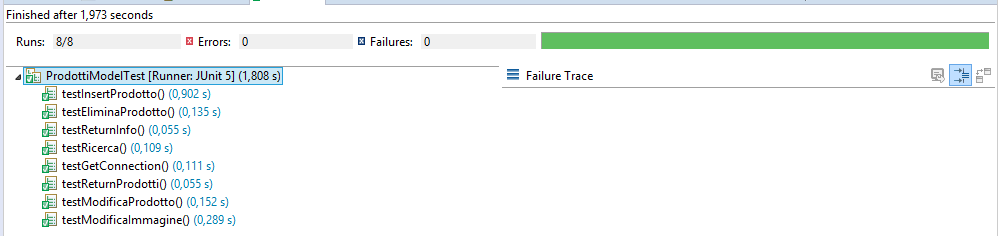 Finished after 1,973 seconds
Runs: 8/8 Errors: 0 Failures: 0
ProdottiModelTest [Runner: JUnit 5] (1,808 s)
Failure Trace
testInsertProdotto() (0,902 s)
testEliminaProdotto() (0,135 s)
testReturnInfo() (0,055 s)
testRicerca() (0,109 s)
testGetConnection() (0,111 s)
testReturnProdotti() (0,055 s)
testModificaProdotto() (0,152 s)
testModificaImmagine() (0,289 s)